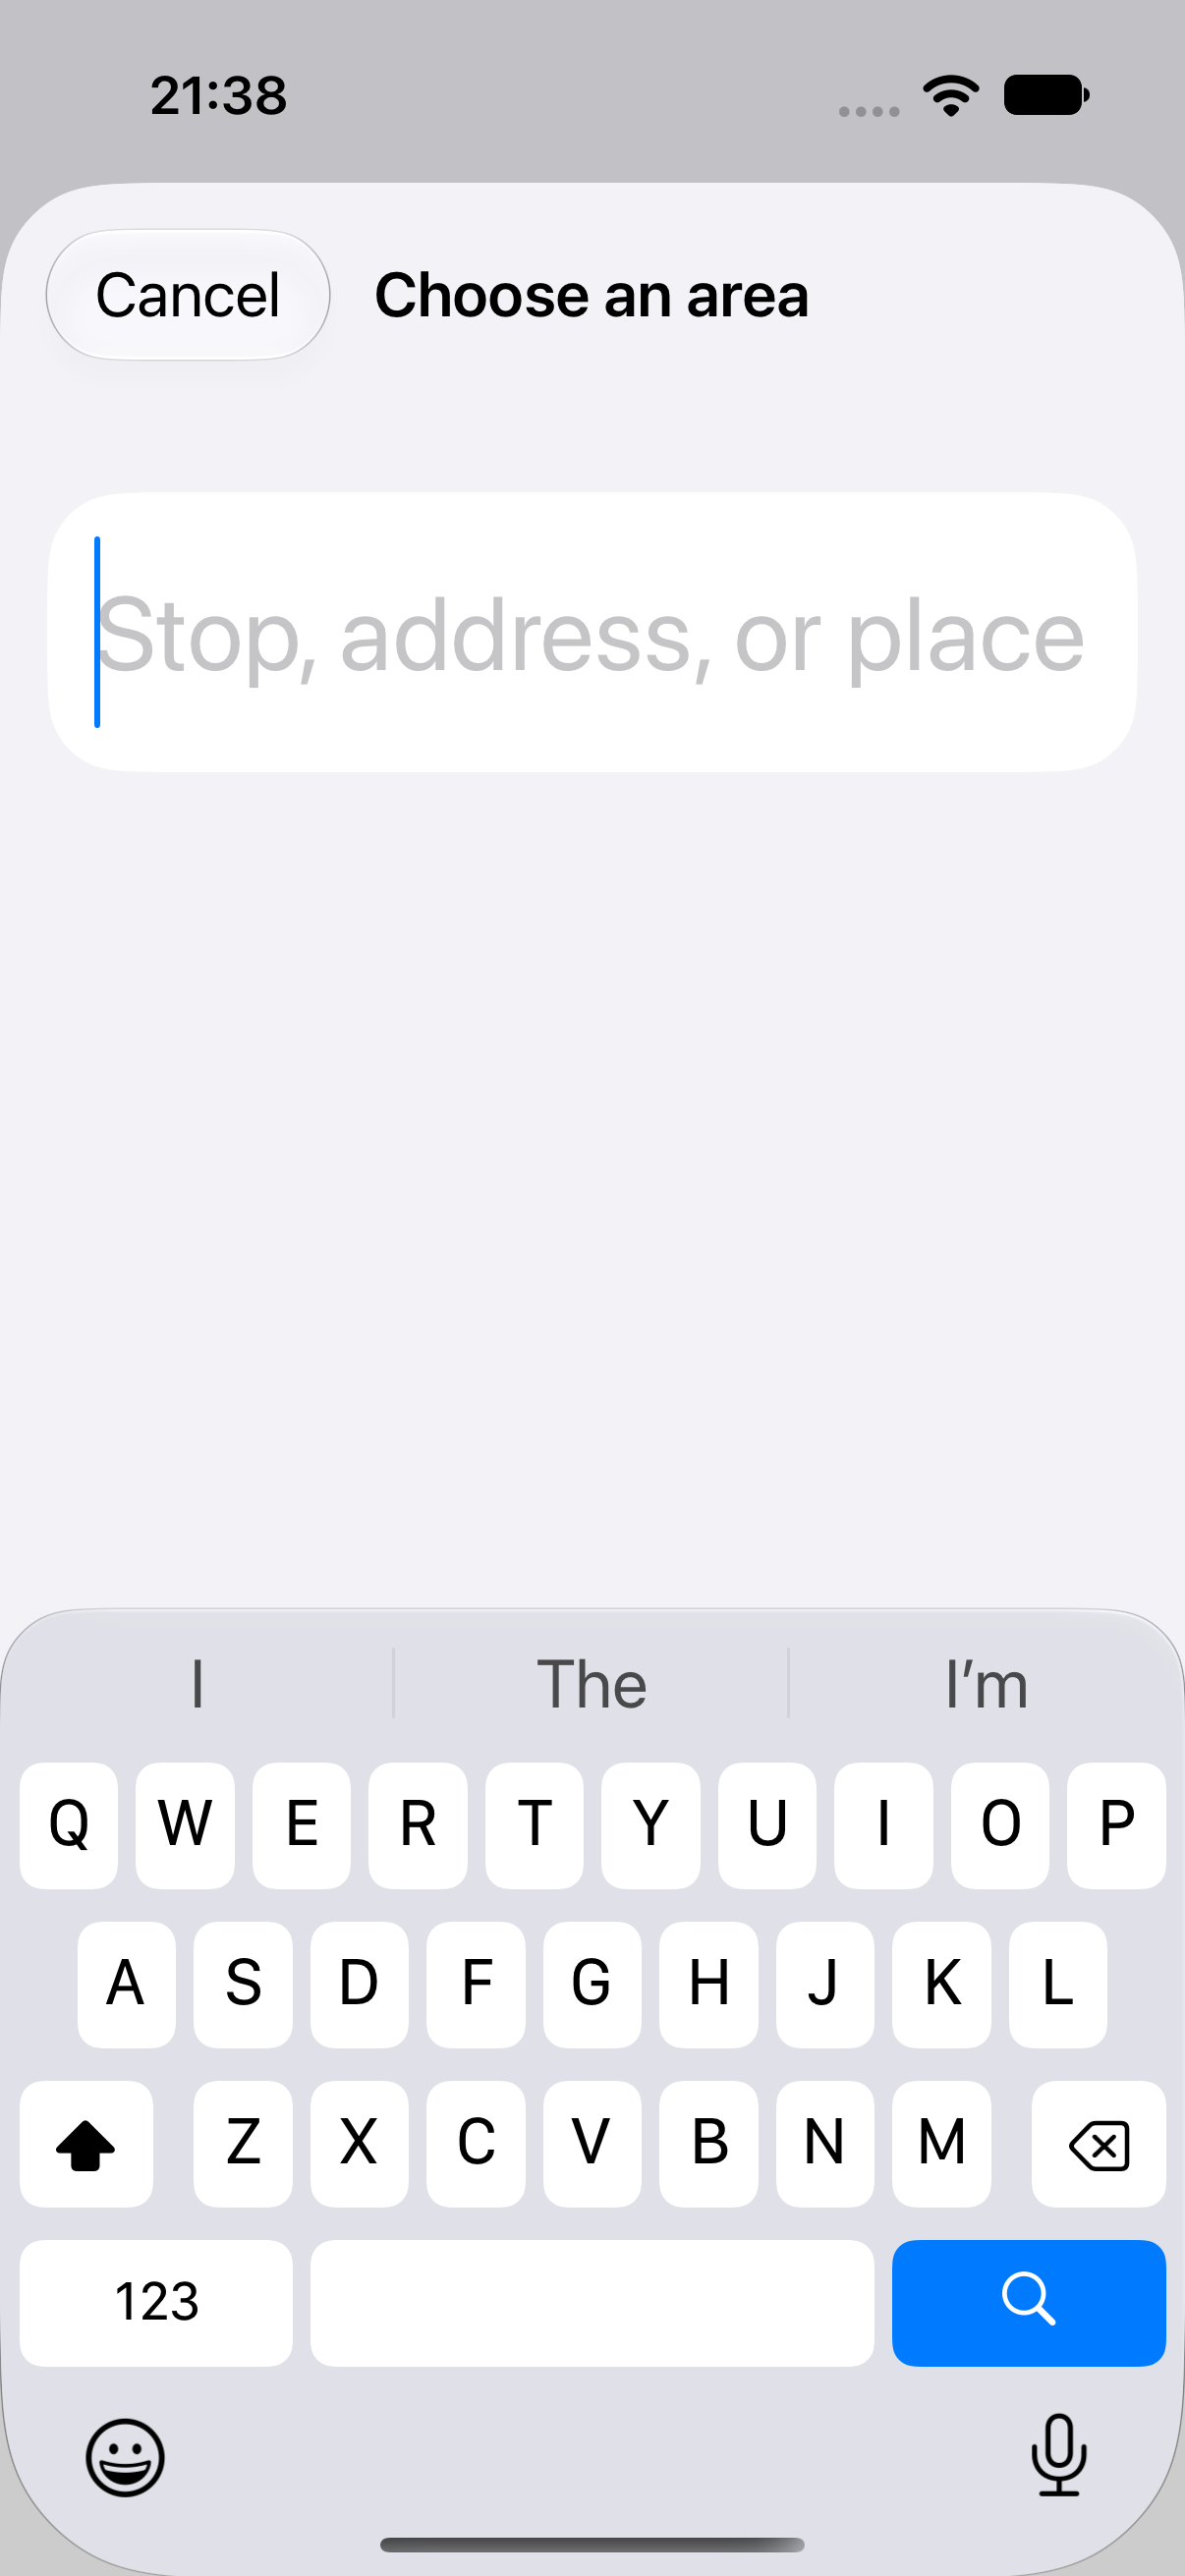 21:38
Cancel Choose an area
Stop, address, or place
I The I’m
Q W E R T Y U I O P
A S D F G H J K L
Z X C V B N M
123